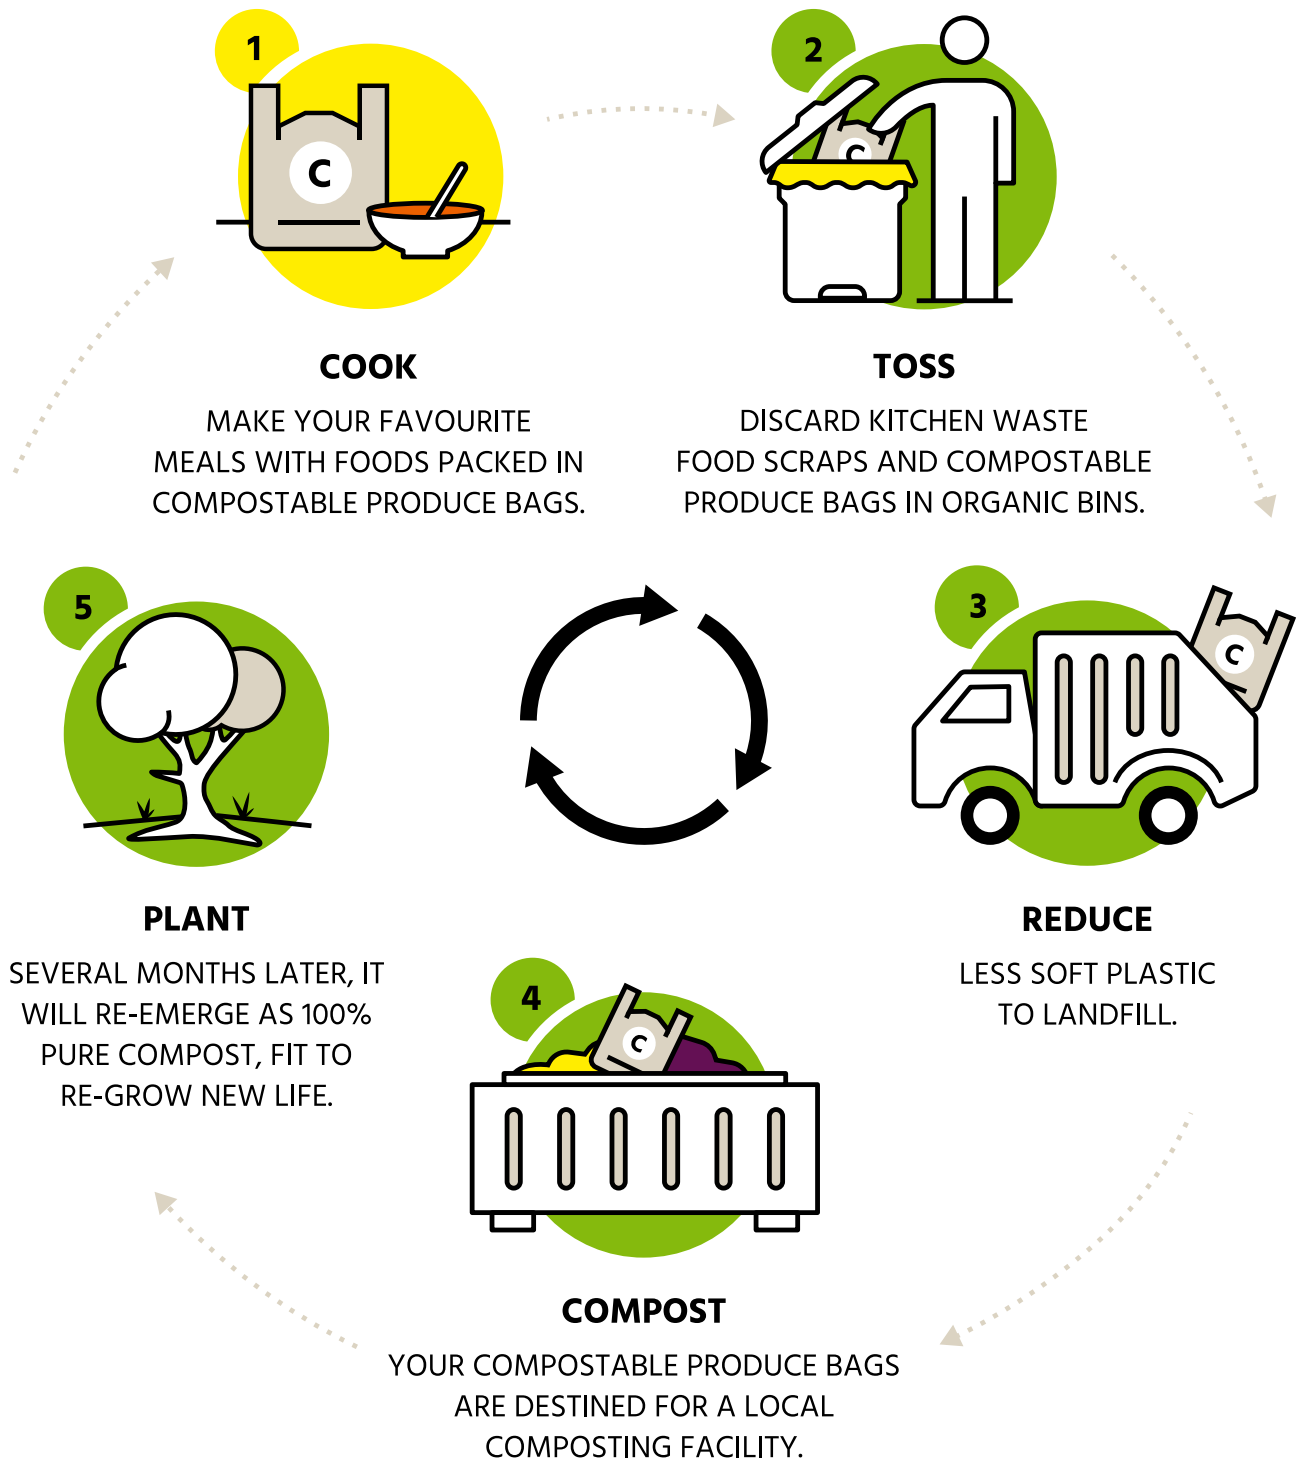 1
C
COOK
MAKE YOUR FAVOURITE
MEALS WITH FOODS PACKED IN
COMPOSTABLE PRODUCE BAGS.
2
C
TOSS
DISCARD KITCHEN WASTE
FOOD SCRAPS AND COMPOSTABLE
PRODUCE BAGS IN ORGANIC BINS.
3
C
REDUCE
LESS SOFT PLASTIC
TO LANDFILL.
4
C
COMPOST
YOUR COMPOSTABLE PRODUCE BAGS
ARE DESTINED FOR A LOCAL
COMPOSTING FACILITY.
5
PLANT
SEVERAL MONTHS LATER, IT
WILL RE-EMERGE AS 100%
PURE COMPOST, FIT TO
RE-GROW NEW LIFE.